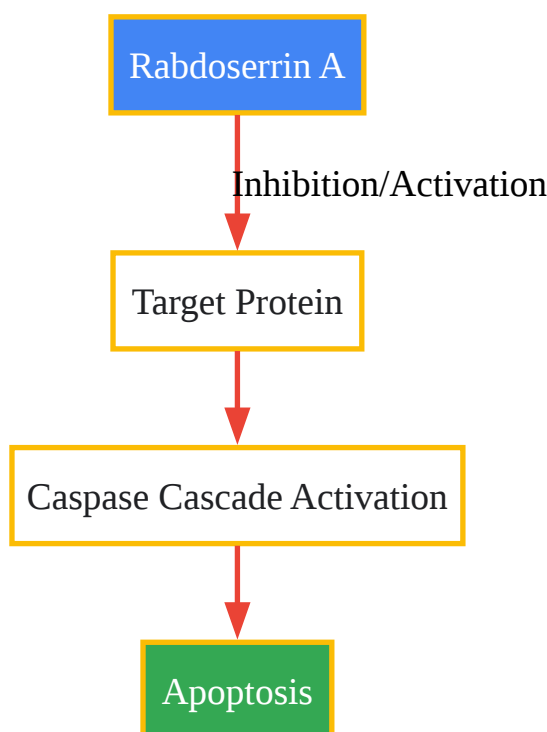 Rabdoserrin A
Inhibition/Activation
Target Protein
Caspase Cascade Activation
Apoptosis